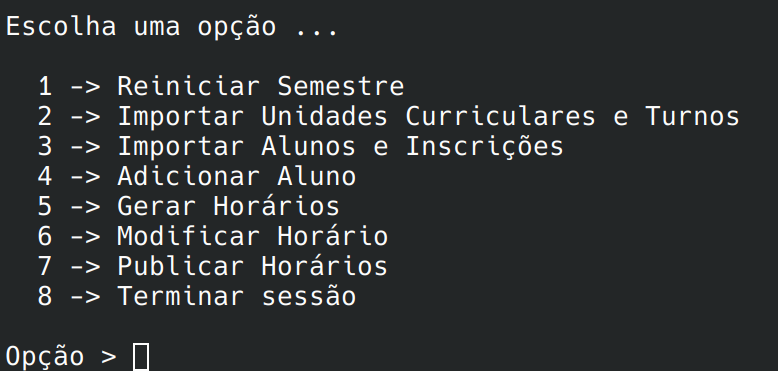 Escolha uma opção ...
1 -> Reiniciar Semestre
2 -> Importar Unidades Curriculares e Turnos
3 -> Importar Alunos e Inscrições
4 -> Adicionar Aluno
5 -> Gerar Horários
6 -> Modificar Horário
7 -> Publicar Horários
8 -> Terminar sessão
Opção >